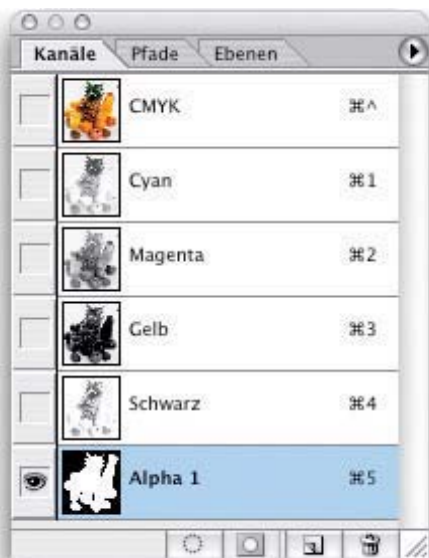 Kanäle Pfade Ebenen
CMYK ⌘^
Cyan ⌘1
Magenta ⌘2
Gelb ⌘3
Schwarz ⌘4
Alpha 1 ⌘5